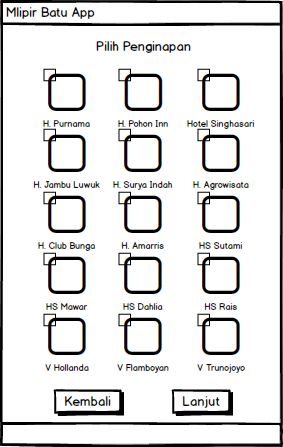 Mlipir Batu App
Pilih Penginapan
H. Purnama H. Pohon Inn Hotel Singhasari
H. Jambu Luwuk H. Surya Indah H. Agrowisata
H. Club Bunga H. Amarris HS Sutami
HS Mawar HS Dahlia HS Rais
V Hollanda V Flamboyan V Trunojoyo
Kembali Lanjut